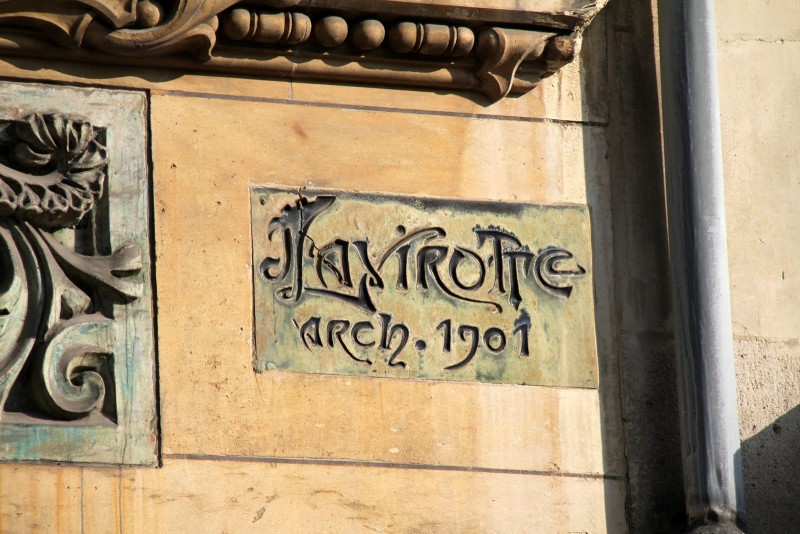 J Lavirotte
Arch. 1901